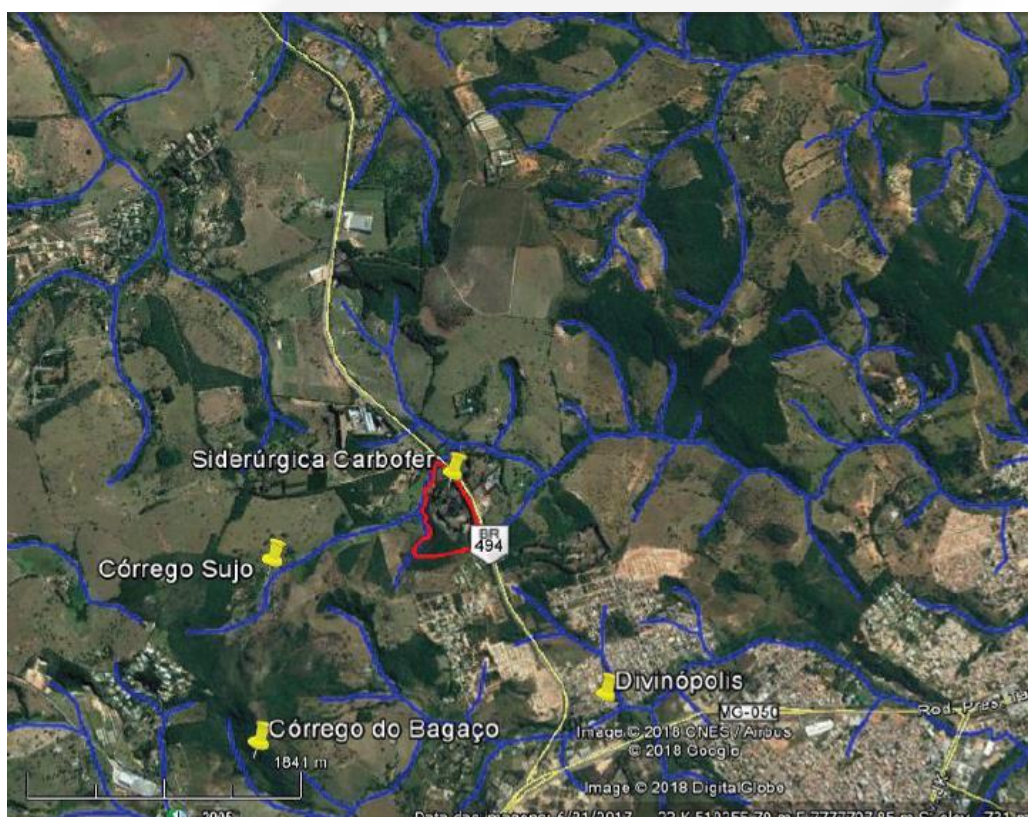 Siderúrgica Carbofer
BR
494
Córrego Sujo
Divinópolis
MG-050
Córrego do Bagaço
Image © 2018 CNES / Airbus
© 2018 Google
1841 m
Image © 2018 DigitalGlobe